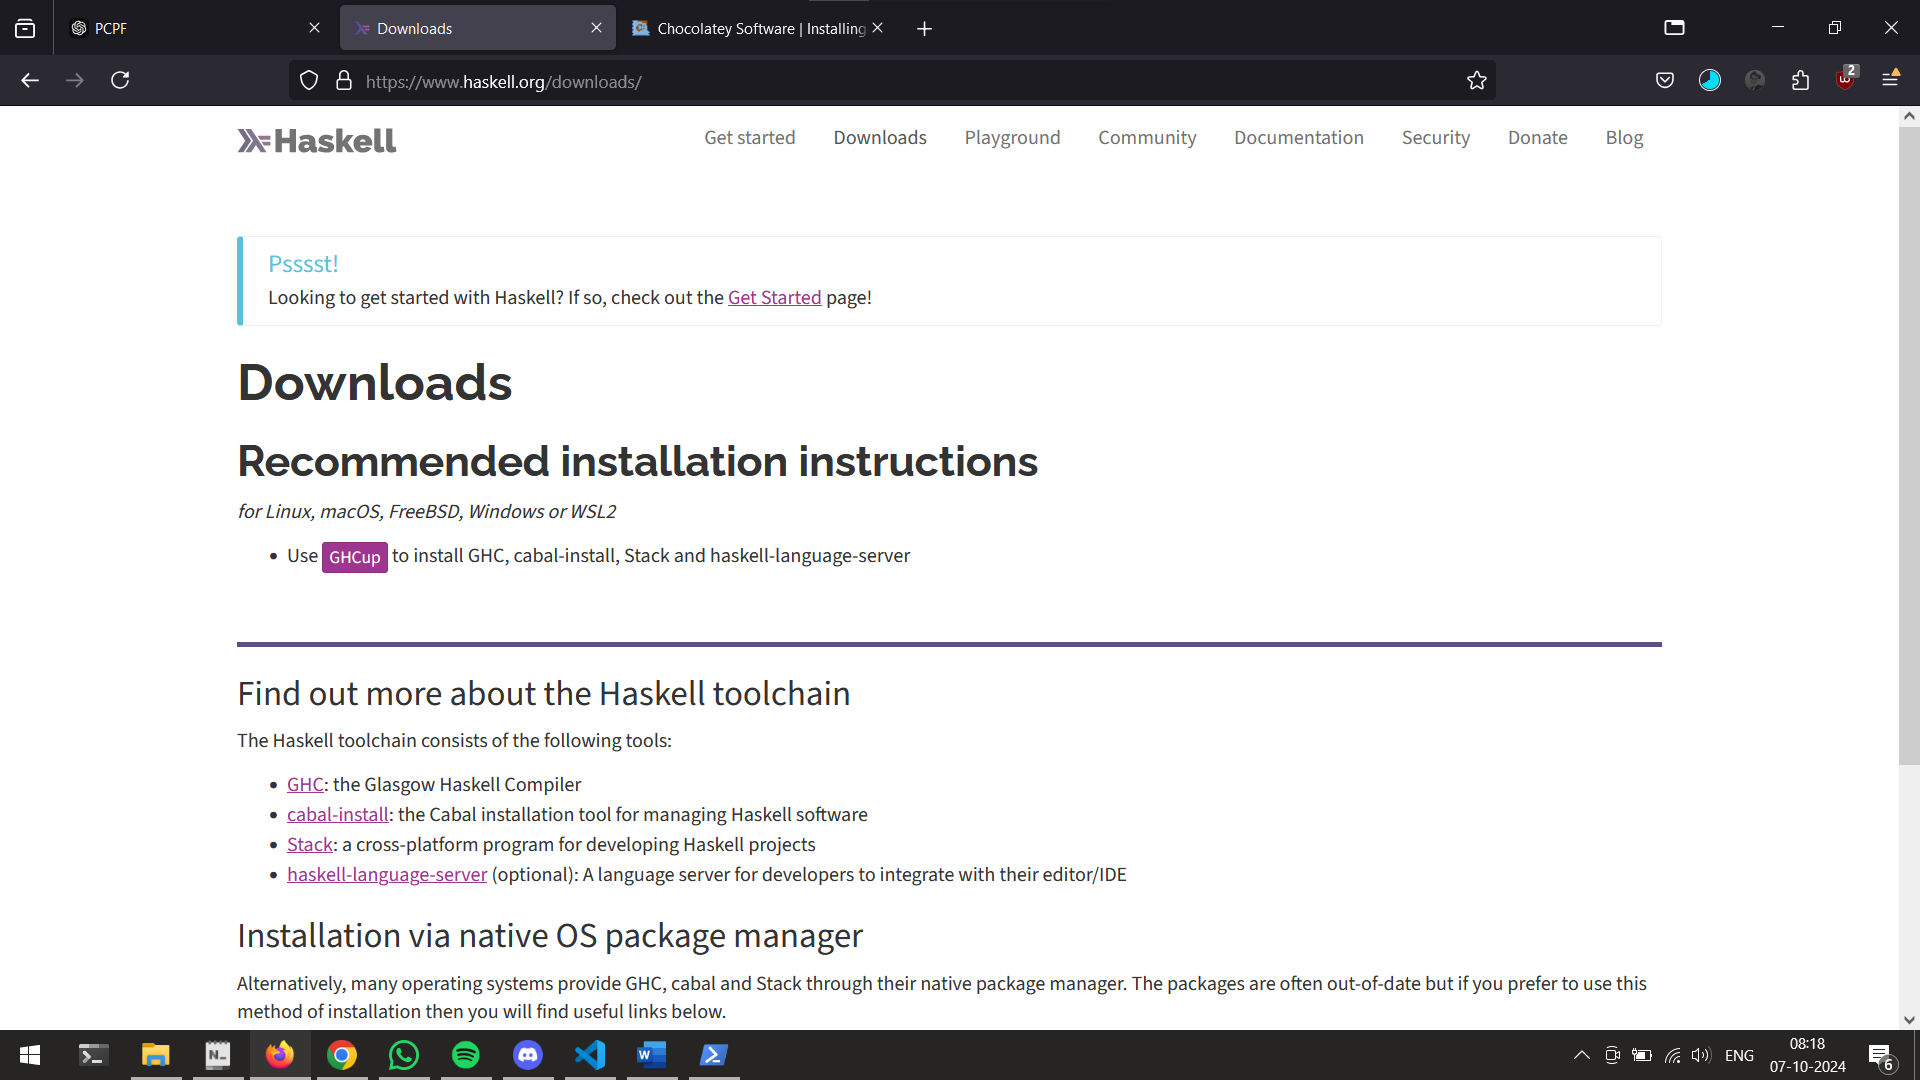 PCPF
Downloads
Chocolatey Software | Installing
https://www.haskell.org/downloads/
2
Haskell
Get started
Downloads
Playground
Community
Documentation
Security
Donate
Blog
Psssst!
Looking to get started with Haskell? If so, check out the Get Started page!
Downloads
Recommended installation instructions
for Linux, macOS, FreeBSD, Windows or WSL2
• Use GHCup to install GHC, cabal-install, Stack and haskell-language-server
Find out more about the Haskell toolchain
The Haskell toolchain consists of the following tools:
• GHC: the Glasgow Haskell Compiler
• cabal-install: the Cabal installation tool for managing Haskell software
• Stack: a cross-platform program for developing Haskell projects
• haskell-language-server (optional): A language server for developers to integrate with their editor/IDE
Installation via native OS package manager
Alternatively, many operating systems provide GHC, cabal and Stack through their native package manager. The packages are often out-of-date but if you prefer to use this
method of installation then you will find useful links below.
ENG
08:18
07-10-2024
6